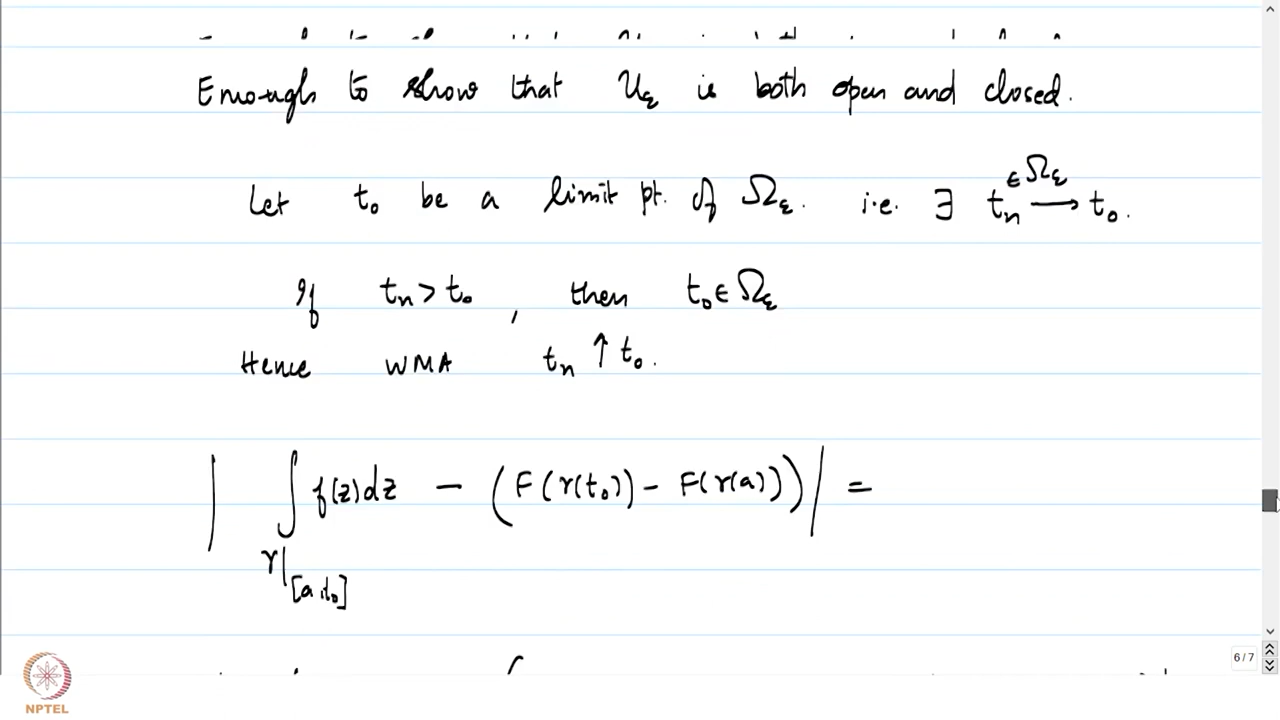 Enough to show that U_ε is both open and closed.
Let t₀ be a limit pt. of Ω_ε. i.e. ∃ t_n ⟶ t₀. ∈ Ω_ε
If t_n > t₀, then t₀ ∈ Ω_ε
Hence WMA t_n ↑ t₀.
| ∫_{γ|[a,t₀]} f(z)dz − (F(γ(t₀)) − F(γ(a))) | =
6 / 7
NPTEL